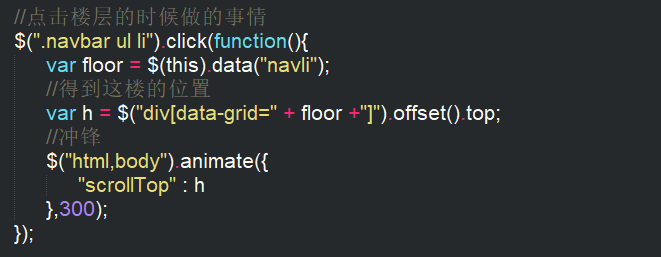 //点击楼层的时候做的事情
$(".navbar ul li").click(function(){
var floor = $(this).data("navli");
//得到这楼的位置
var h = $("div[data-grid=" + floor +"]").offset().top;
//冲锋
$("html,body").animate({
"scrollTop" : h
},300);
});